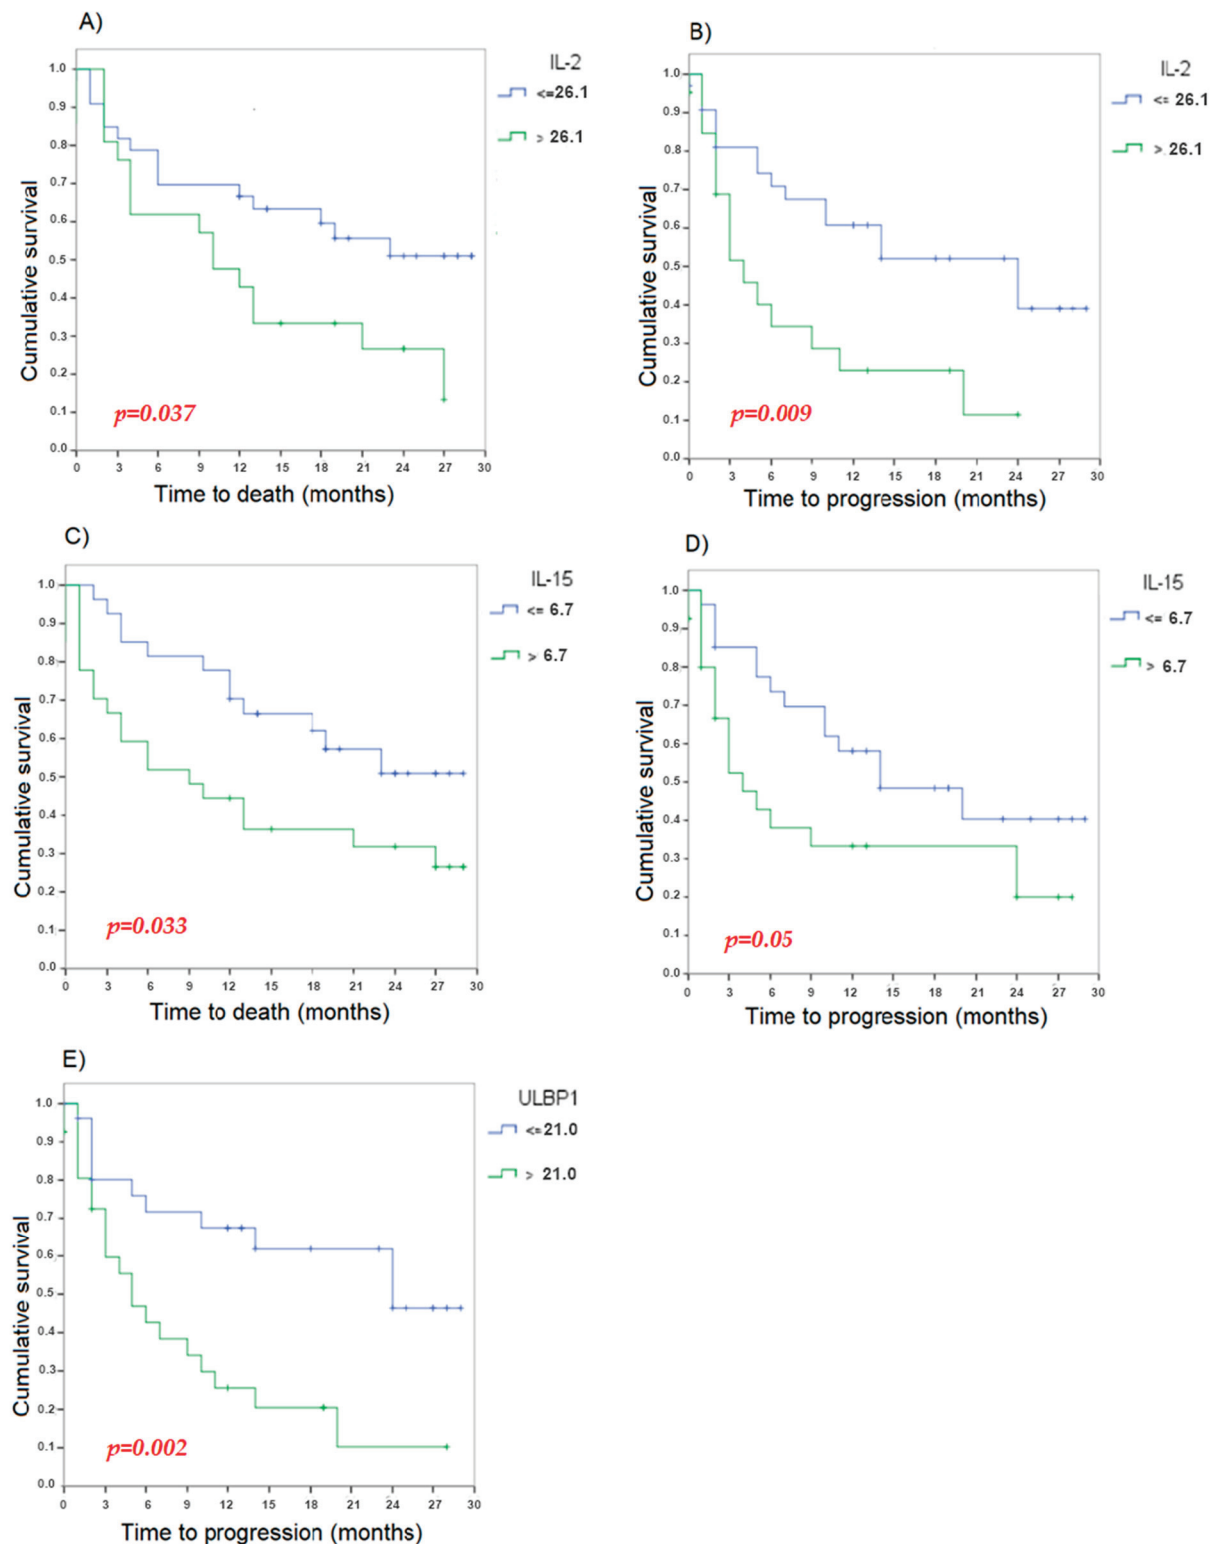 A)
IL-2
<=26.1
> 26.1
1.0
0.9
0.8
0.7
0.6
0.5
0.4
0.3
0.2
0.1
0.0
Cumulative survival
p=0.037
0 3 6 9 12 15 18 21 24 27 30
Time to death (months)
B)
IL-2
<= 26.1
> 26.1
1.0
0.9
0.8
0.7
0.6
0.5
0.4
0.3
0.2
0.1
0.0
Cumulative survival
p=0.009
0 3 6 9 12 15 18 21 24 27 30
Time to progression (months)
C)
IL-15
<= 6.7
> 6.7
1.0
0.9
0.8
0.7
0.6
0.5
0.4
0.3
0.2
0.1
0.0
Cumulative survival
p=0.033
0 3 6 9 12 15 18 21 24 27 30
Time to death (months)
D)
IL-15
<= 6.7
> 6.7
1.0
0.9
0.8
0.7
0.6
0.5
0.4
0.3
0.2
0.1
0.0
Cumulative survival
p=0.05
0 3 6 9 12 15 18 21 24 27 30
Time to progression (months)
E)
ULBP1
<=21.0
> 21.0
1.0
0.9
0.8
0.7
0.6
0.5
0.4
0.3
0.2
0.1
0.0
Cumulative survival
p=0.002
0 3 6 9 12 15 18 21 24 27 30
Time to progression (months)